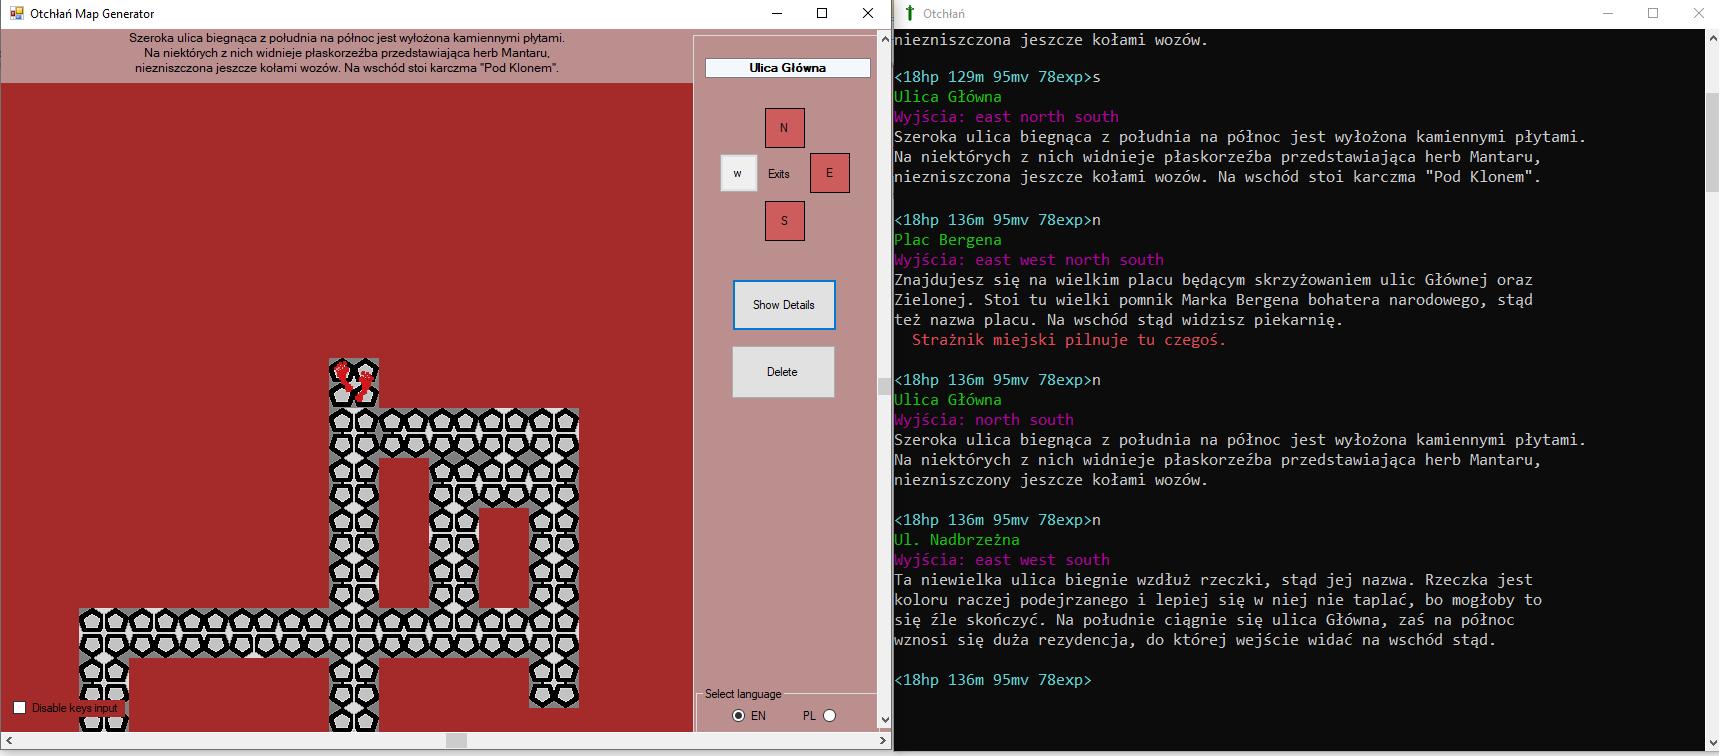 Otchłań Map Generator
Szeroka ulica biegnąca z południa na północ jest wyłożona kamiennymi płytami.
Na niektórych z nich widnieje płaskorzeźba przedstawiająca herb Mantaru,
niezniszczona jeszcze kołami wozów. Na wschód stoi karczma "Pod Klonem".
Ulica Główna
N
w Exits E
S
Show Details
Delete
Disable keys input
Select language
EN PL
Otchłań
niezniszczona jeszcze kołami wozów.
<18hp 129m 95mv 78exp>s
Ulica Główna
Wyjścia: east north south
Szeroka ulica biegnąca z południa na północ jest wyłożona kamiennymi płytami.
Na niektórych z nich widnieje płaskorzeźba przedstawiająca herb Mantaru,
niezniszczona jeszcze kołami wozów. Na wschód stoi karczma "Pod Klonem".
<18hp 136m 95mv 78exp>n
Plac Bergena
Wyjścia: east west north south
Znajdujesz się na wielkim placu będącym skrzyżowaniem ulic Głównej oraz
Zielonej. Stoi tu wielki pomnik Marka Bergena bohatera narodowego, stąd
też nazwa placu. Na wschód stąd widzisz piekarnię.
Strażnik miejski pilnuje tu czegoś.
<18hp 136m 95mv 78exp>n
Ulica Główna
Wyjścia: north south
Szeroka ulica biegnąca z południa na północ jest wyłożona kamiennymi płytami.
Na niektórych z nich widnieje płaskorzeźba przedstawiająca herb Mantaru,
niezniszczony jeszcze kołami wozów.
<18hp 136m 95mv 78exp>n
Ul. Nadbrzeżna
Wyjścia: east west south
Ta niewielka ulica biegnie wzdłuż rzeczki, stąd jej nazwa. Rzeczka jest
koloru raczej podejrzanego i lepiej się w niej nie taplać, bo mogłoby to
się źle skończyć. Na południe ciągnie się ulica Główna, zaś na północ
wznosi się duża rezydencja, do której wejście widać na wschód stąd.
<18hp 136m 95mv 78exp>